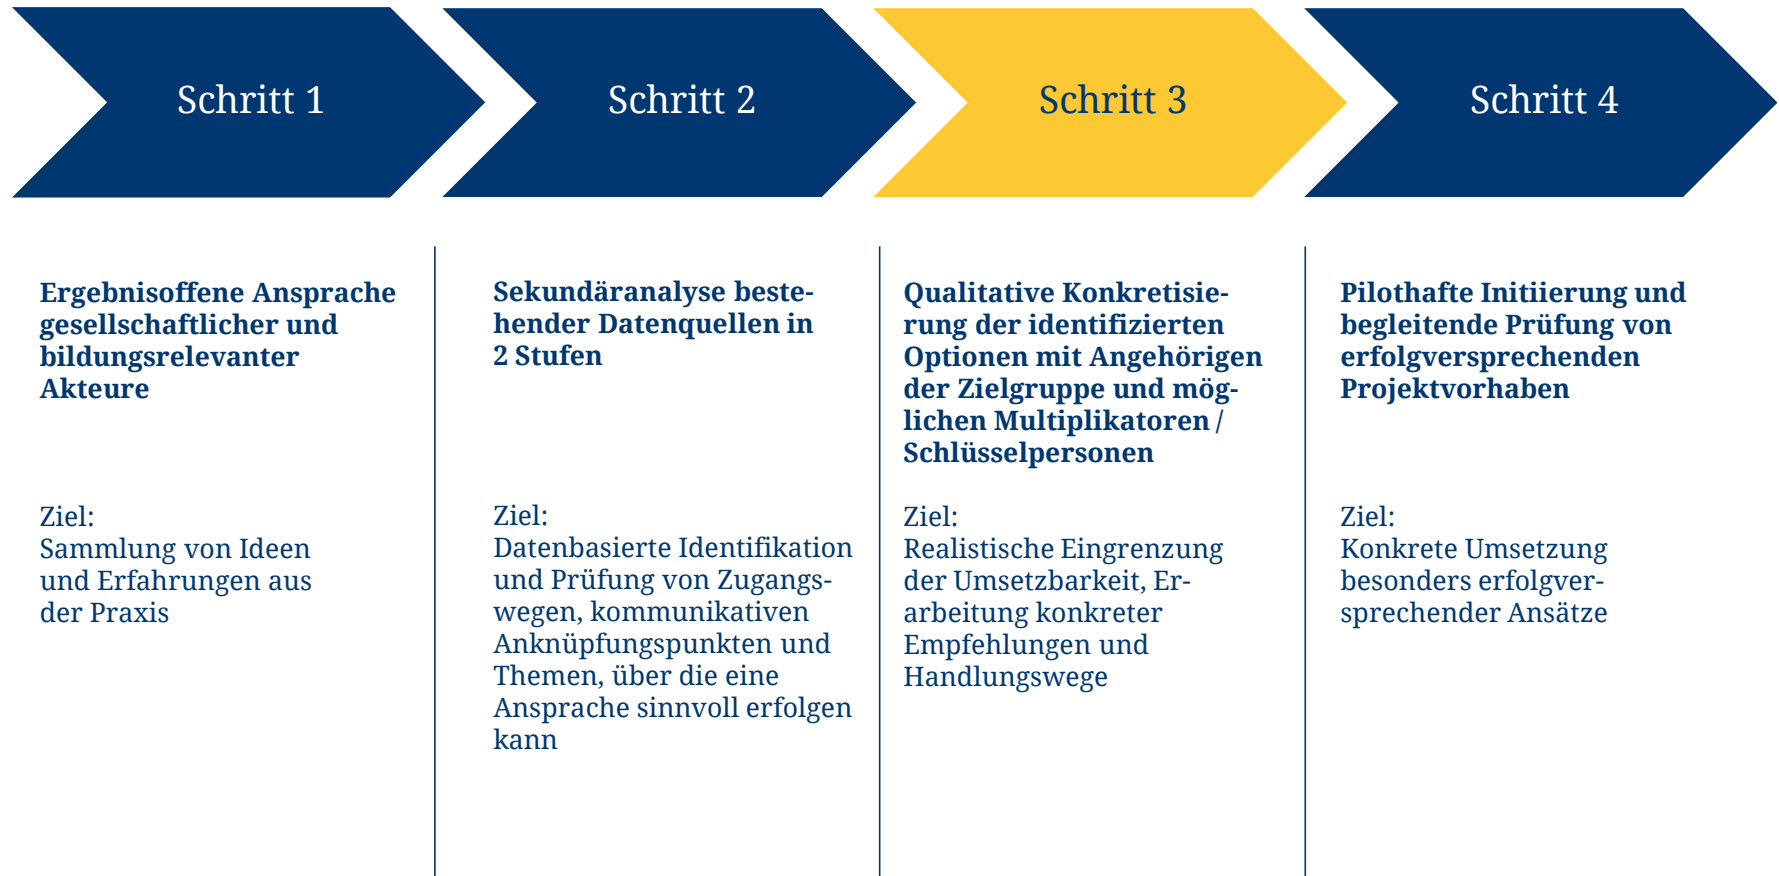 Schritt 1
Schritt 2
Schritt 3
Schritt 4
Ergebnisoffene Ansprache
gesellschaftlicher und
bildungsrelevanter
Akteure
Ziel:
Sammlung von Ideen
und Erfahrungen aus
der Praxis
Sekundäranalyse beste-
hender Datenquellen in
2 Stufen
Ziel:
Datenbasierte Identifikation
und Prüfung von Zugangs-
wegen, kommunikativen
Anknüpfungspunkten und
Themen, über die eine
Ansprache sinnvoll erfolgen
kann
Qualitative Konkretisie-
rung der identifizierten
Optionen mit Angehörigen
der Zielgruppe und mög-
lichen Multiplikatoren /
Schlüsselpersonen
Ziel:
Realistische Eingrenzung
der Umsetzbarkeit, Er-
arbeitung konkreter
Empfehlungen und
Handlungswege
Pilothafte Initiierung und
begleitende Prüfung von
erfolgversprechenden
Projektvorhaben
Ziel:
Konkrete Umsetzung
besonders erfolgver-
sprechender Ansätze